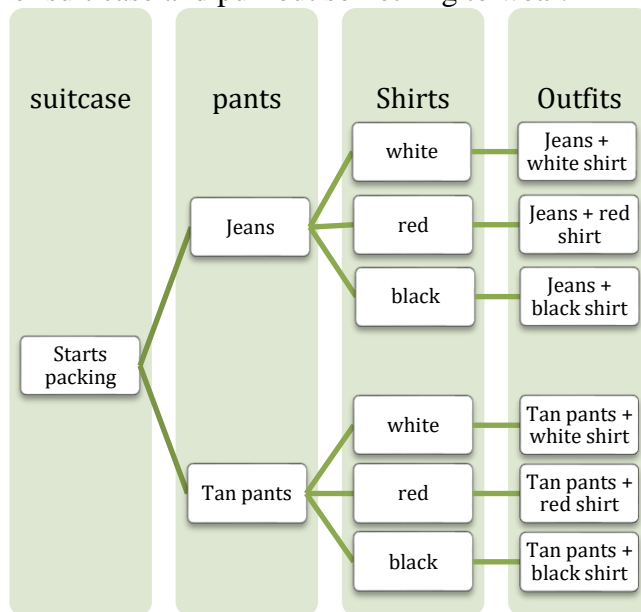 suitcase
pants
Shirts
Outfits
Starts
packing
Jeans
white
Jeans +
white shirt
red
Jeans + red
shirt
black
Jeans +
black shirt
Tan pants
white
Tan pants +
white shirt
red
Tan pants +
red shirt
black
Tan pants +
black shirt